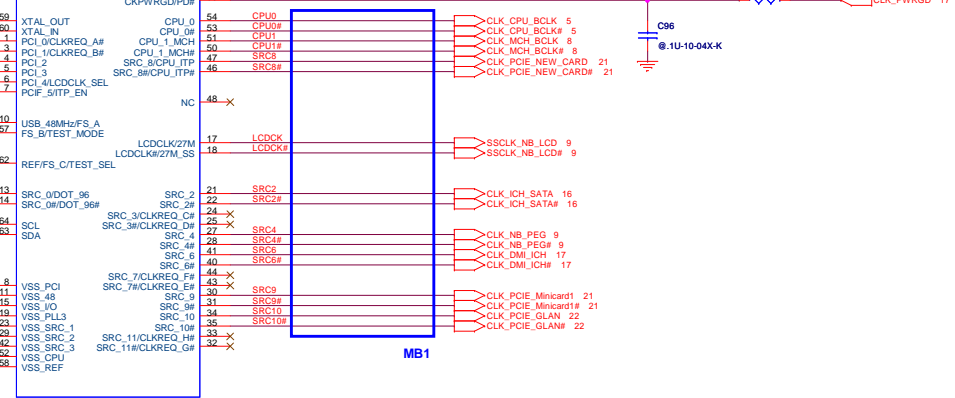 CKPWRGD/PD#
CLK_PWRGD 17
59 XTAL_OUT CPU_0 54 CPU0 CLK_CPU_BCLK 5
60 XTAL_IN CPU_0# 53 CPU0# CLK_CPU_BCLK# 5
1 PCI_0/CLKREQ_A# CPU_1_MCH 51 CPU1 CLK_MCH_BCLK 8
3 PCI_1/CLKREQ_B# CPU_1_MCH# 50 CPU1# CLK_MCH_BCLK# 8
4 PCI_2 SRC_8/CPU_ITP 47 SRC8 CLK_PCIE_NEW_CARD 21
5 PCI_3 SRC_8#/CPU_ITP# 46 SRC8# CLK_PCIE_NEW_CARD# 21
6 PCI_4/LCDCLK_SEL
7 PCIF_5/ITP_EN
C96
@.1U-10-04X-K
NC 48
10 USB_48MHz/FS_A
57 FS_B/TEST_MODE
LCDCLK/27M 17 LCDCK SSCLK_NB_LCD 9
LCDCLK#/27M_SS 18 LCDCK# SSCLK_NB_LCD# 9
62 REF/FS_C/TEST_SEL
13 SRC_0/DOT_96 SRC_2 21 SRC2 CLK_ICH_SATA 16
14 SRC_0#/DOT_96# SRC_2# 22 SRC2# CLK_ICH_SATA# 16
SRC_3/CLKREQ_C# 24
64 SCL SRC_3#/CLKREQ_D# 25
63 SDA SRC_4 27 SRC4 CLK_NB_PEG 9
SRC_4# 28 SRC4# CLK_NB_PEG# 9
SRC_6 41 SRC6 CLK_DMI_ICH 17
SRC_6# 40 SRC6# CLK_DMI_ICH# 17
SRC_7/CLKREQ_F# 44
8 VSS_PCI SRC_7#/CLKREQ_E# 43
11 VSS_48 SRC_9 30 SRC9 CLK_PCIE_Minicard1 21
15 VSS_I/O SRC_9# 31 SRC9# CLK_PCIE_Minicard1# 21
19 VSS_PLL3 SRC_10 34 SRC10 CLK_PCIE_GLAN 22
23 VSS_SRC_1 SRC_10# 35 SRC10# CLK_PCIE_GLAN# 22
29 VSS_SRC_2 SRC_11/CLKREQ_H# 33
42 VSS_SRC_3 SRC_11#/CLKREQ_G# 32
52 VSS_CPU
58 VSS_REF
MB1